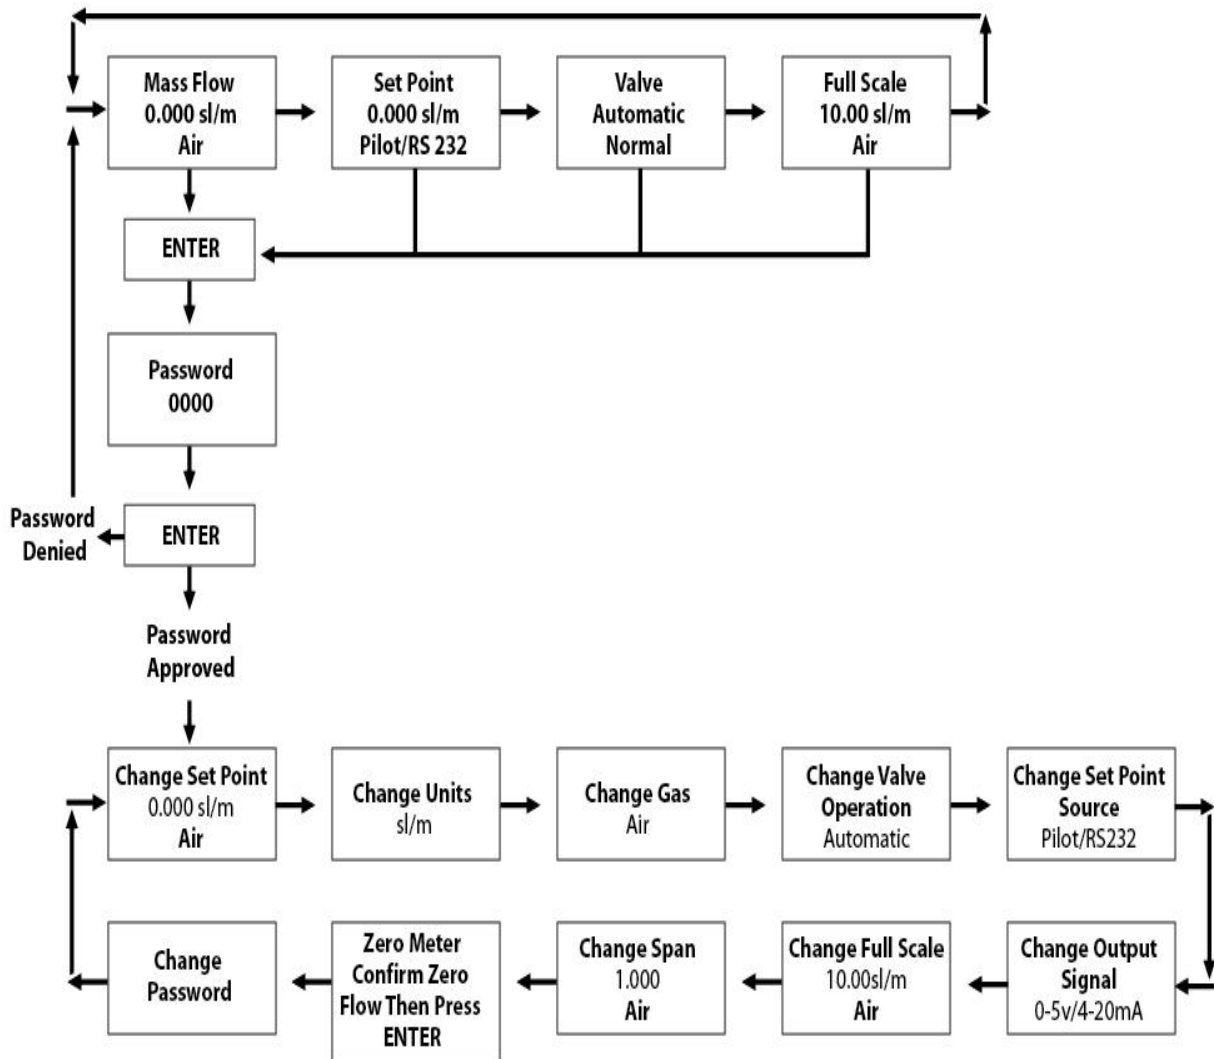 Mass Flow
0.000 sl/m
Air
Set Point
0.000 sl/m
Pilot/RS 232
Valve
Automatic
Normal
Full Scale
10.00 sl/m
Air
ENTER
Password
0000
Password
Denied
ENTER
Password
Approved
Change Set Point
0.000 sl/m
Air
Change Units
sl/m
Change Gas
Air
Change Valve
Operation
Automatic
Change Set Point
Source
Pilot/RS232
Change
Password
Zero Meter
Confirm Zero
Flow Then Press
ENTER
Change Span
1.000
Air
Change Full Scale
10.00sl/m
Air
Change Output
Signal
0-5v/4-20mA